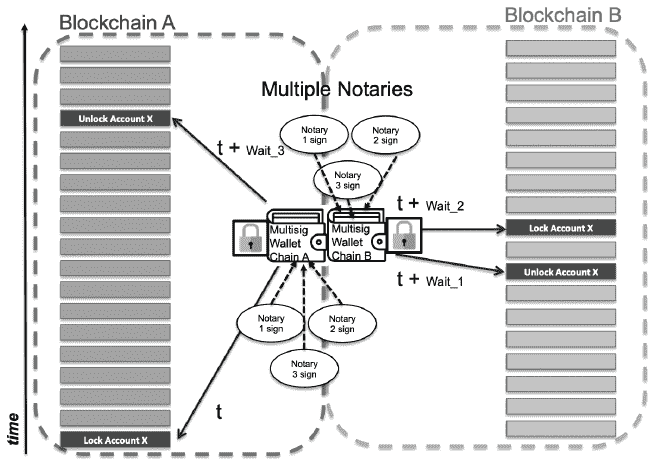 Blockchain A
Blockchain B
Multiple Notaries
Unlock Account X
t + Wait_3
Notary
1 sign
Notary
2 sign
Notary
3 sign
t + Wait_2
Multisig
Wallet
Chain A
Multisig
Wallet
Chain B
Lock Account X
Unlock Account X
t + Wait_1
Notary
1 sign
Notary
2 sign
Notary
3 sign
t
time
Lock Account X